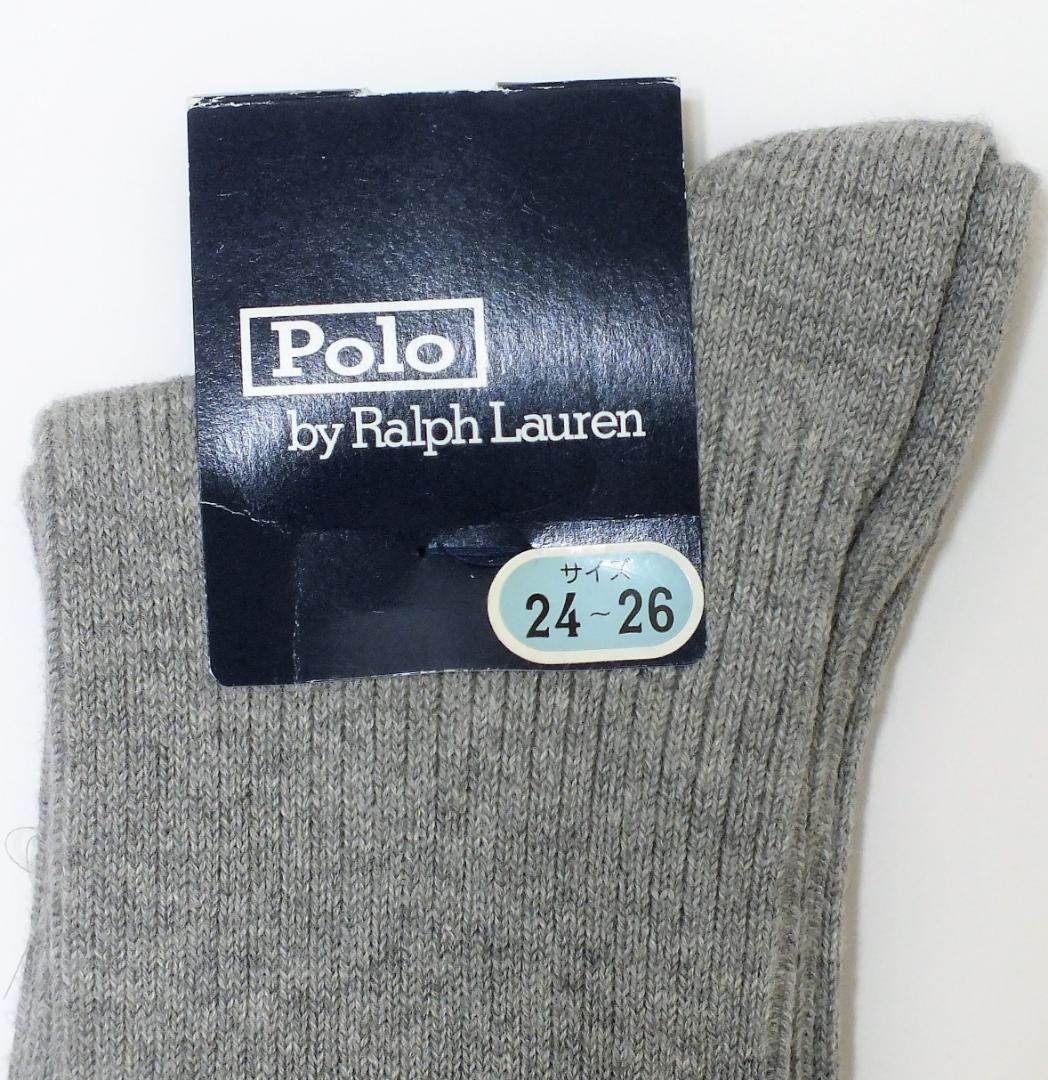 Polo
by Ralph Lauren
サイズ
24~26